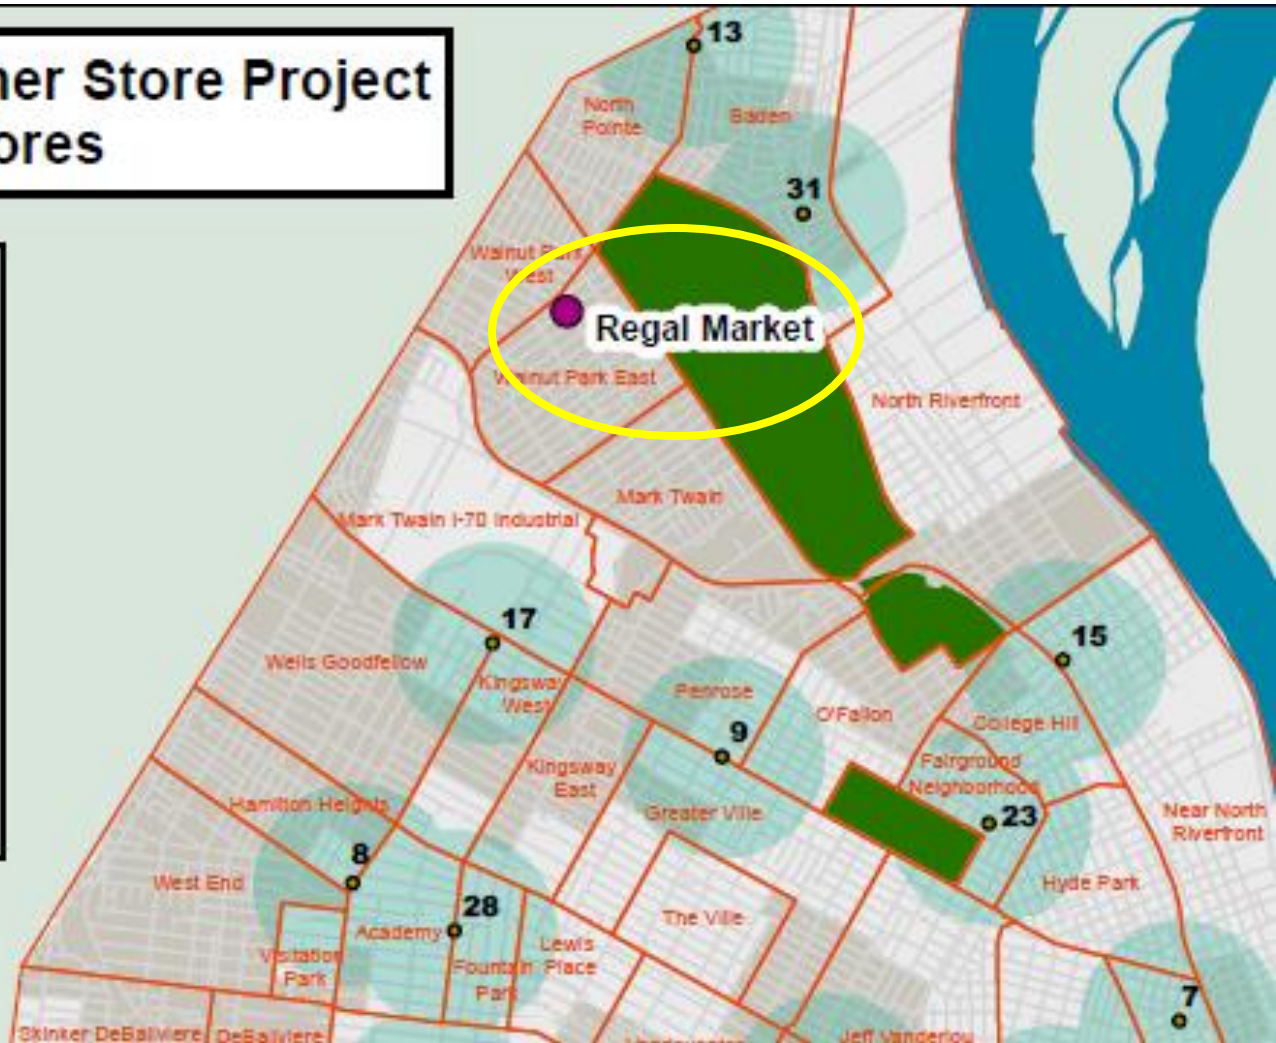 ner Store Project
ores
13
North
Pointe
Baden
31
Walnut Park
West
Regal Market
Walnut Park East
North Riverfront
Mark Twain
Mark Twain I-70 Industrial
17
15
Wells Goodfellow
Kingsway
West
Penrose
O'Fallon
College Hill
9
Fairground
Neighborhood
Kingsway
East
Hamilton Heights
Greater Ville
23
Near North
Riverfront
8
West End
Hyde Park
28
The Ville
Academy
Lewis
Place
Visitation
Park
Fountain
Park
7
Skinker DeBaliviere
DeBaliviere
Vandeventer
Jeff Vanderlou